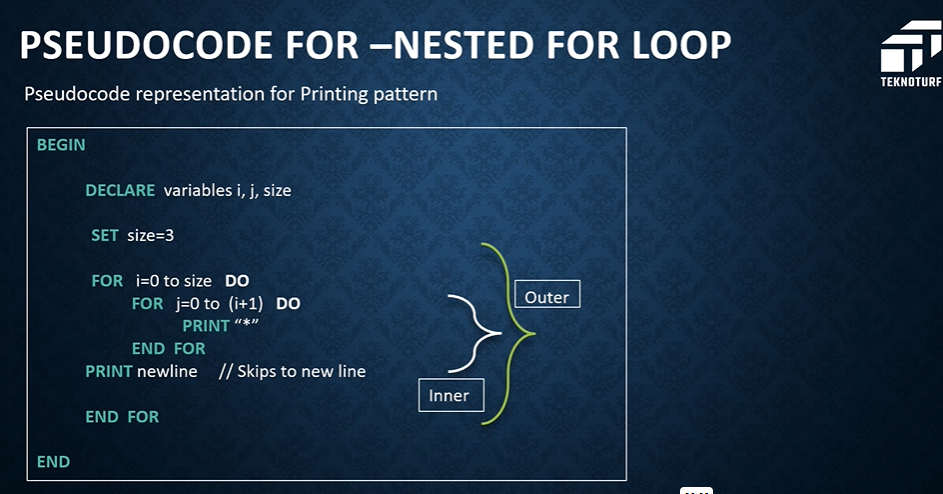 PSEUDOCODE FOR –NESTED FOR LOOP
TEKNOTURF
Pseudocode representation for Printing pattern
BEGIN
DECLARE variables i, j, size
SET size=3
FOR i=0 to size DO
FOR j=0 to (i+1) DO
PRINT “*”
END FOR
PRINT newline // Skips to new line
END FOR
END
Outer
Inner